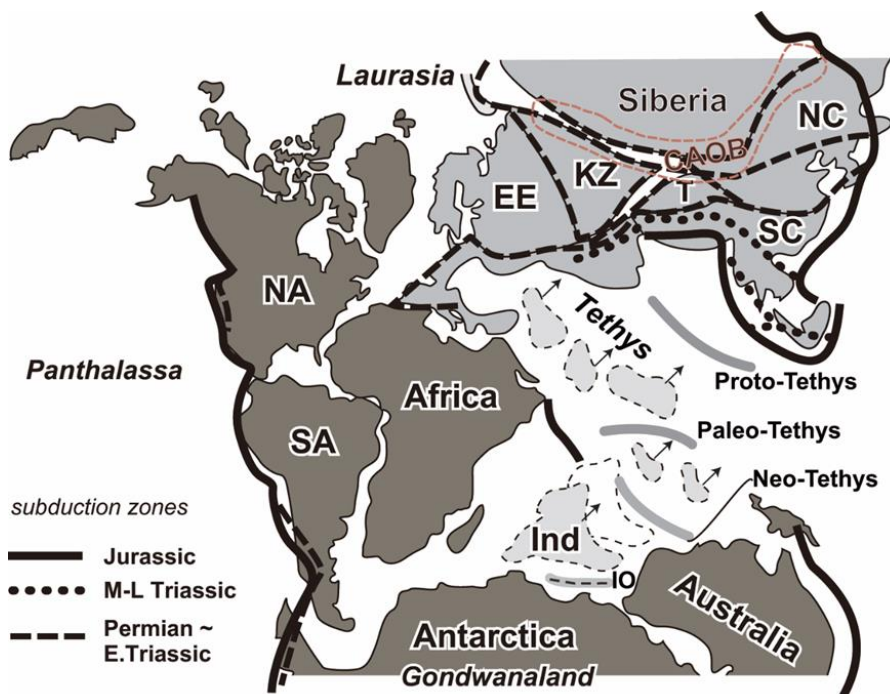 Laurasia
Siberia
NC
CAOB
KZ
T
EE
SC
NA
Tethys
Panthalassa
Proto-Tethys
Africa
Paleo-Tethys
SA
Neo-Tethys
subduction zones
Ind
Jurassic
IO
M-L Triassic
Australia
Permian ~
E.Triassic
Antarctica
Gondwanaland